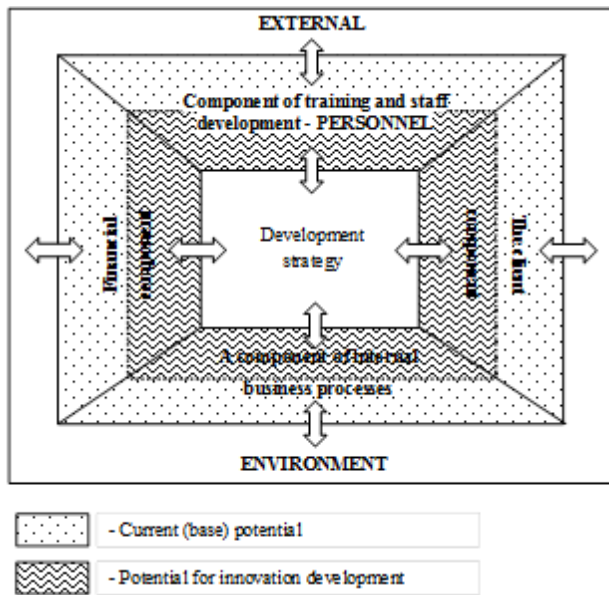 EXTERNAL
Component of training and staff
development - PERSONNEL
Financial
component
Development
strategy
component
The client
A component of internal
business processes
ENVIRONMENT
- Current (base) potential
- Potential for innovation development